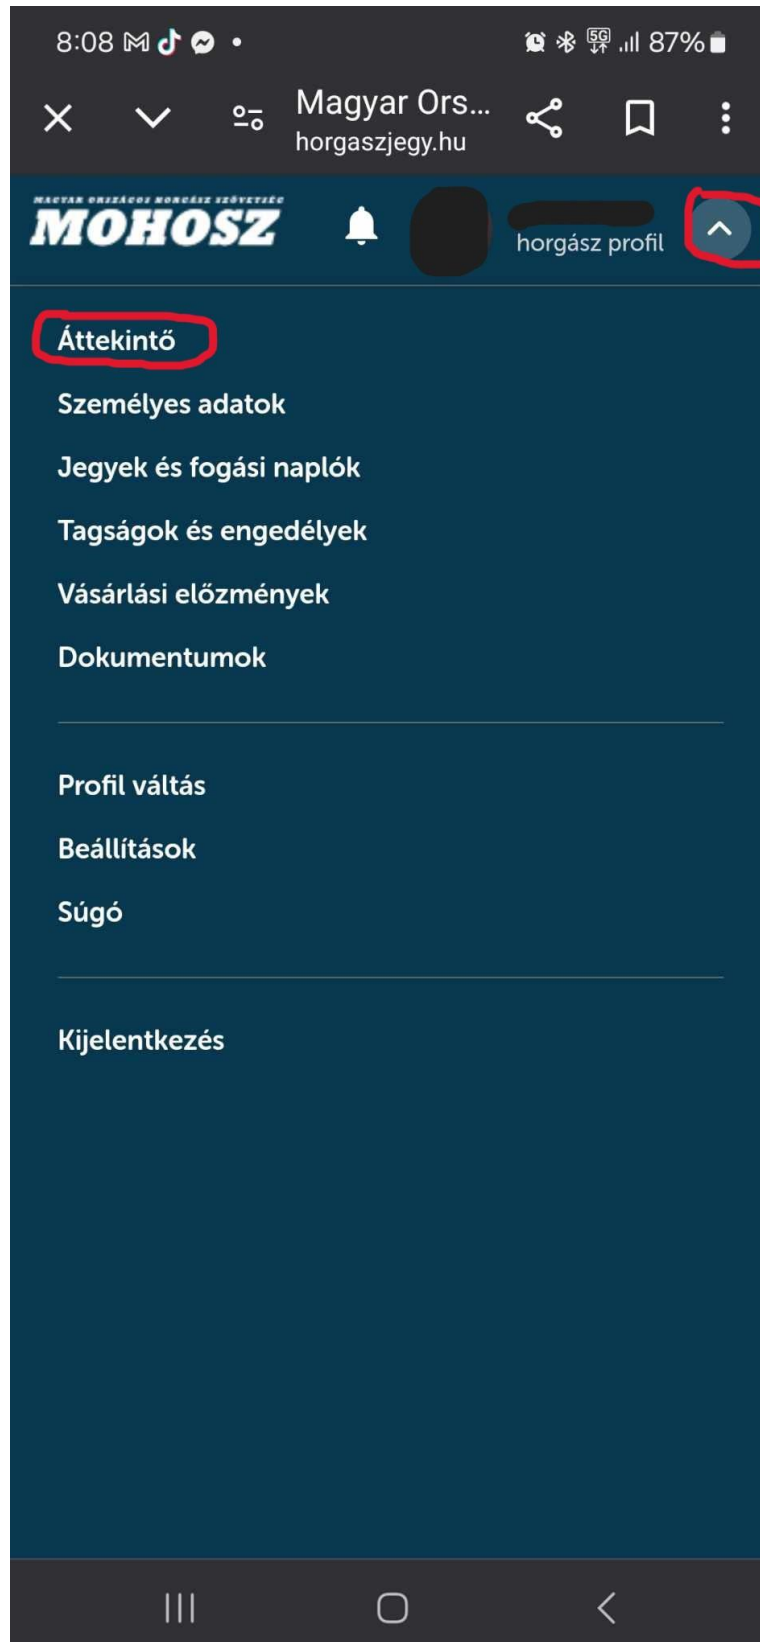 8:08
5G
87%
Magyar Ors...
horgaszjegy.hu
MAGYAR ORSZÁGOS HORGÁSZ SZÖVETSÉG
MOHOSZ
horgász profil
Áttekintő
Személyes adatok
Jegyek és fogási naplók
Tagságok és engedélyek
Vásárlási előzmények
Dokumentumok
Profil váltás
Beállítások
Súgó
Kijelentkezés